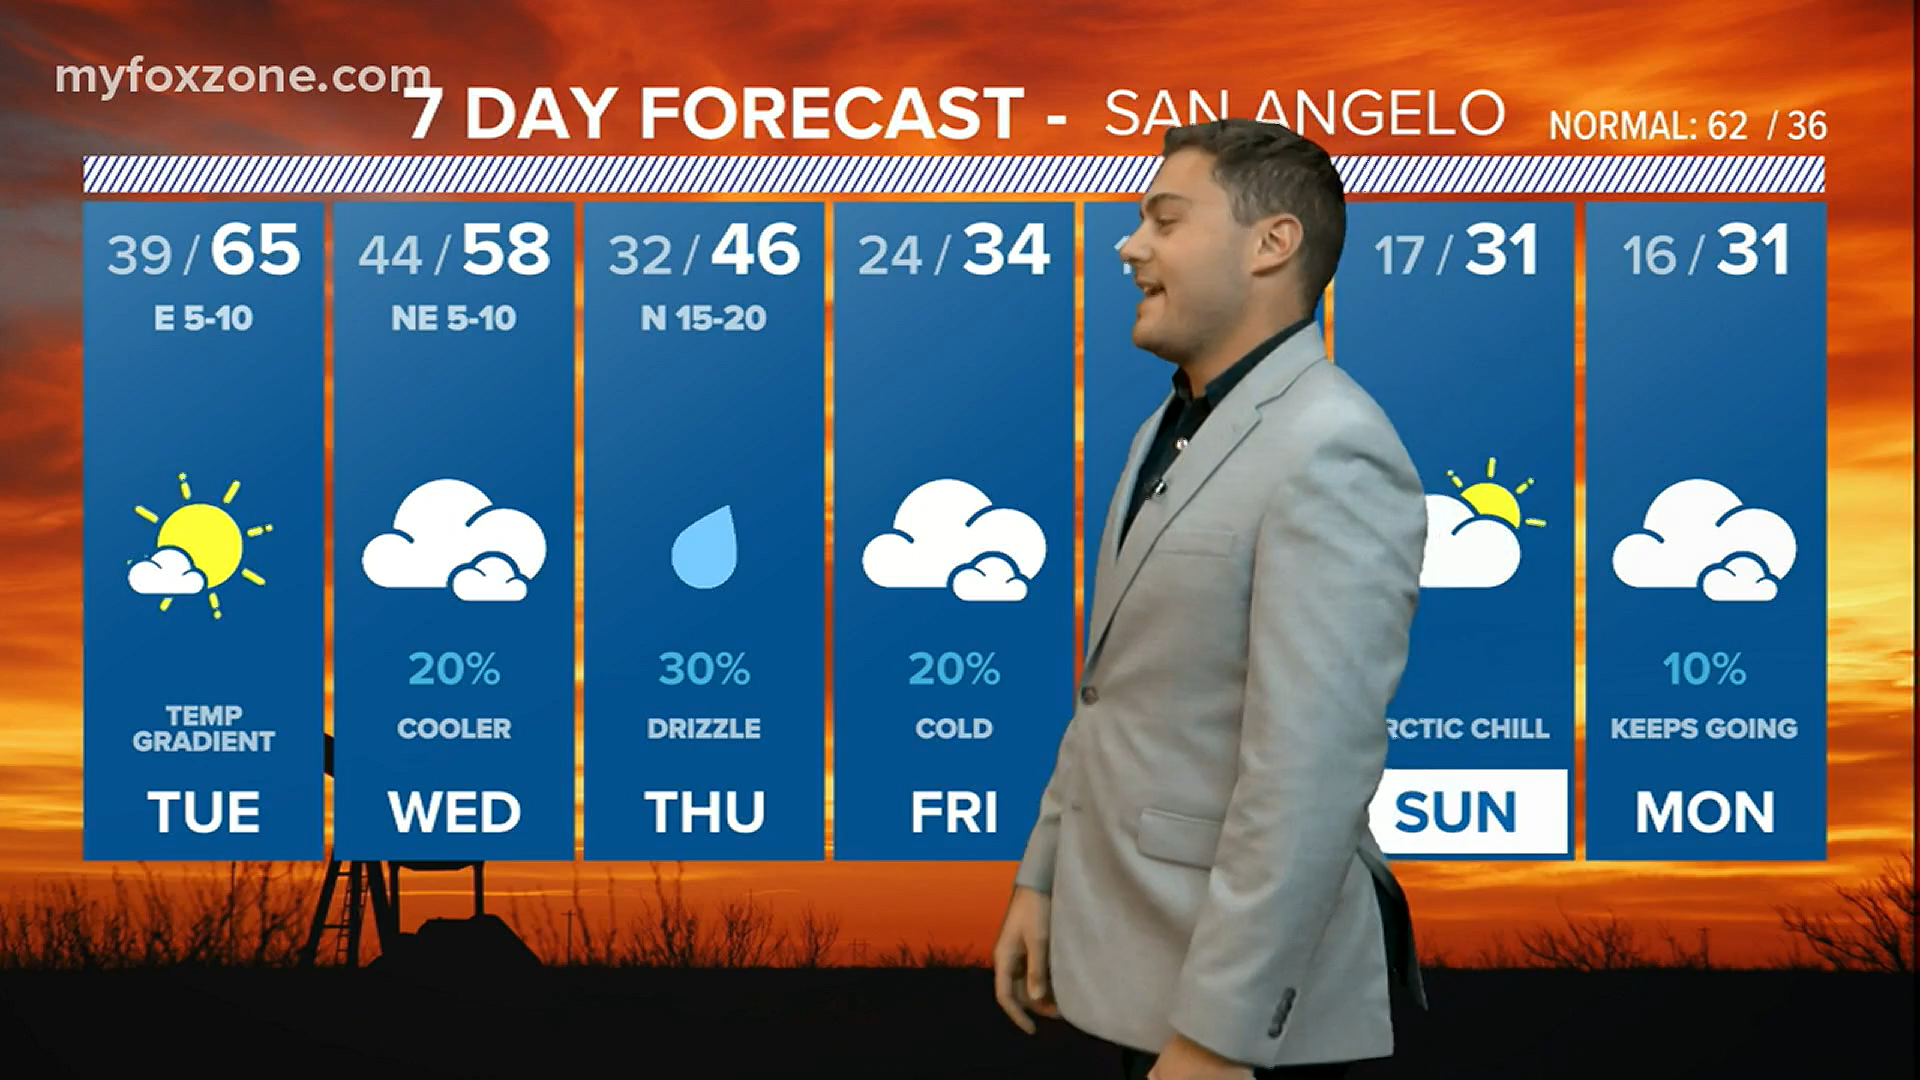 myfoxzone.com
7 DAY FORECAST - SAN ANGELO NORMAL: 62 / 36
39 / 65
E 5-10
TEMP
GRADIENT
TUE
44 / 58
NE 5-10
20%
COOLER
WED
32 / 46
N 15-20
30%
DRIZZLE
THU
24 / 34
20%
COLD
FRI
17 / 31
RCTIC CHILL
SUN
16 / 31
10%
KEEPS GOING
MON